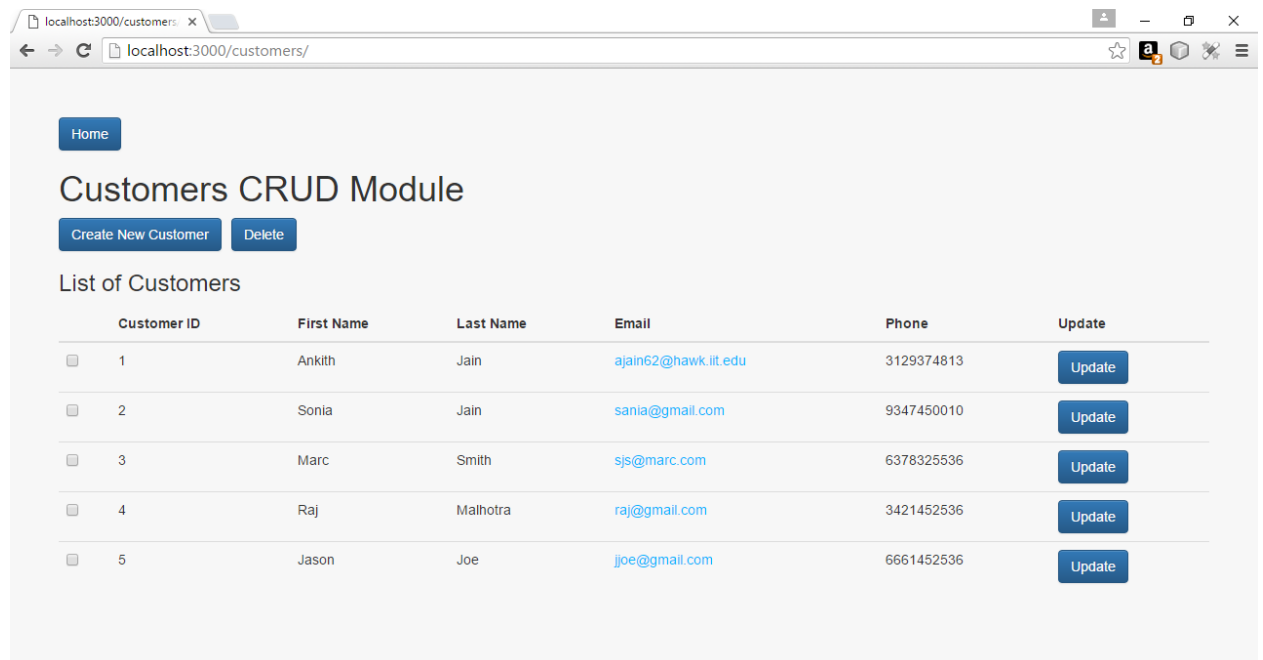 localhost:3000/customers/
localhost:3000/customers/
a 2
Home
Customers CRUD Module
Create New Customer Delete
List of Customers
Customer ID First Name Last Name Email Phone Update
1 Ankith Jain ajain62@hawk.iit.edu 3129374813 Update
2 Sonia Jain sania@gmail.com 9347450010 Update
3 Marc Smith sjs@marc.com 6378325536 Update
4 Raj Malhotra raj@gmail.com 3421452536 Update
5 Jason Joe jjoe@gmail.com 6661452536 Update